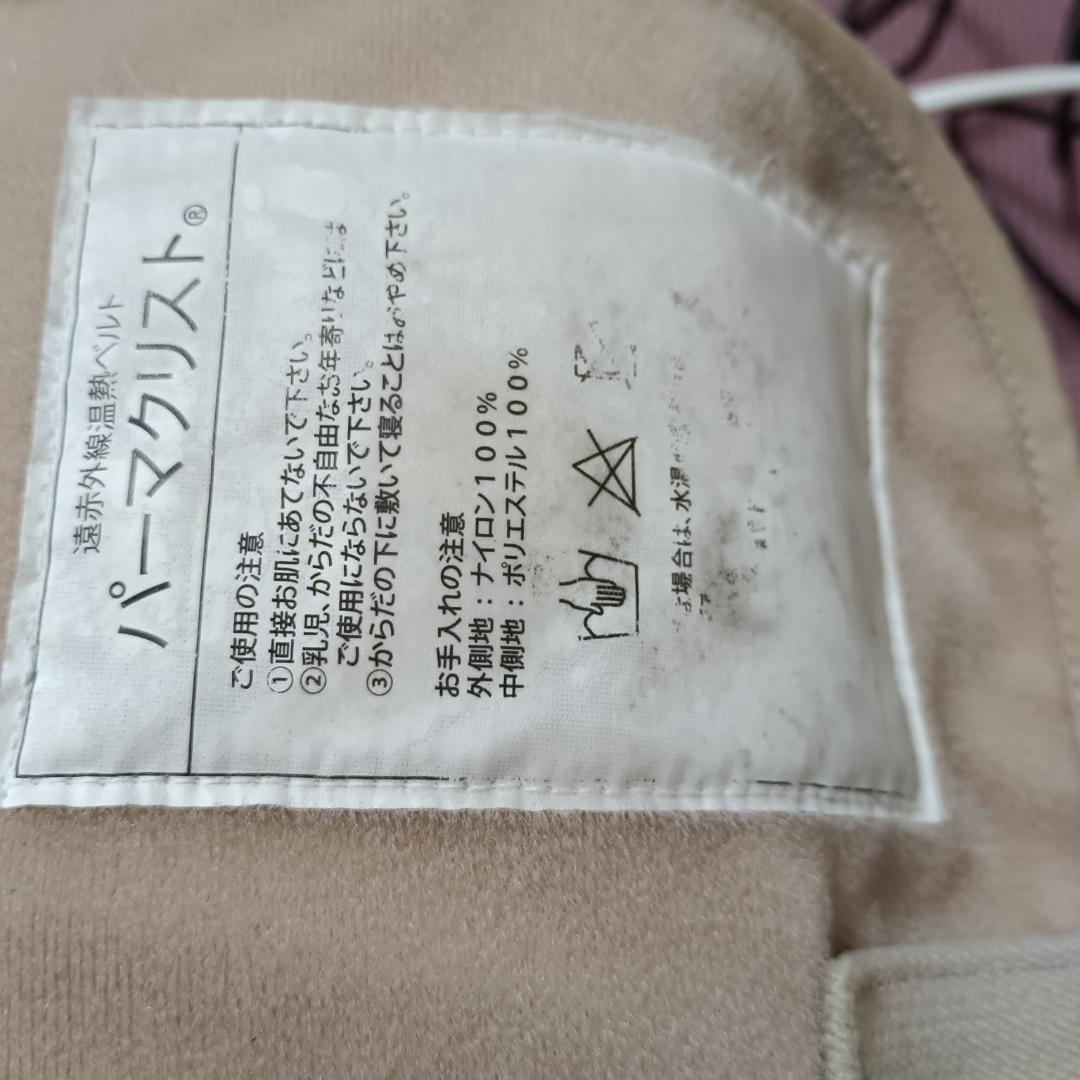 遠赤外線温熱ベルト
パーマクリスト®
ご使用の注意
①直接お肌にあてないで下さい。
②乳児、からだの不自由なお年寄りなどには
ご使用にならないで下さい。
③からだの下に敷いて寝ることはおやめ下さい。
お手入れの注意
外側地：ナイロン100%
中側地：ポリエステル100%
場合は、水温